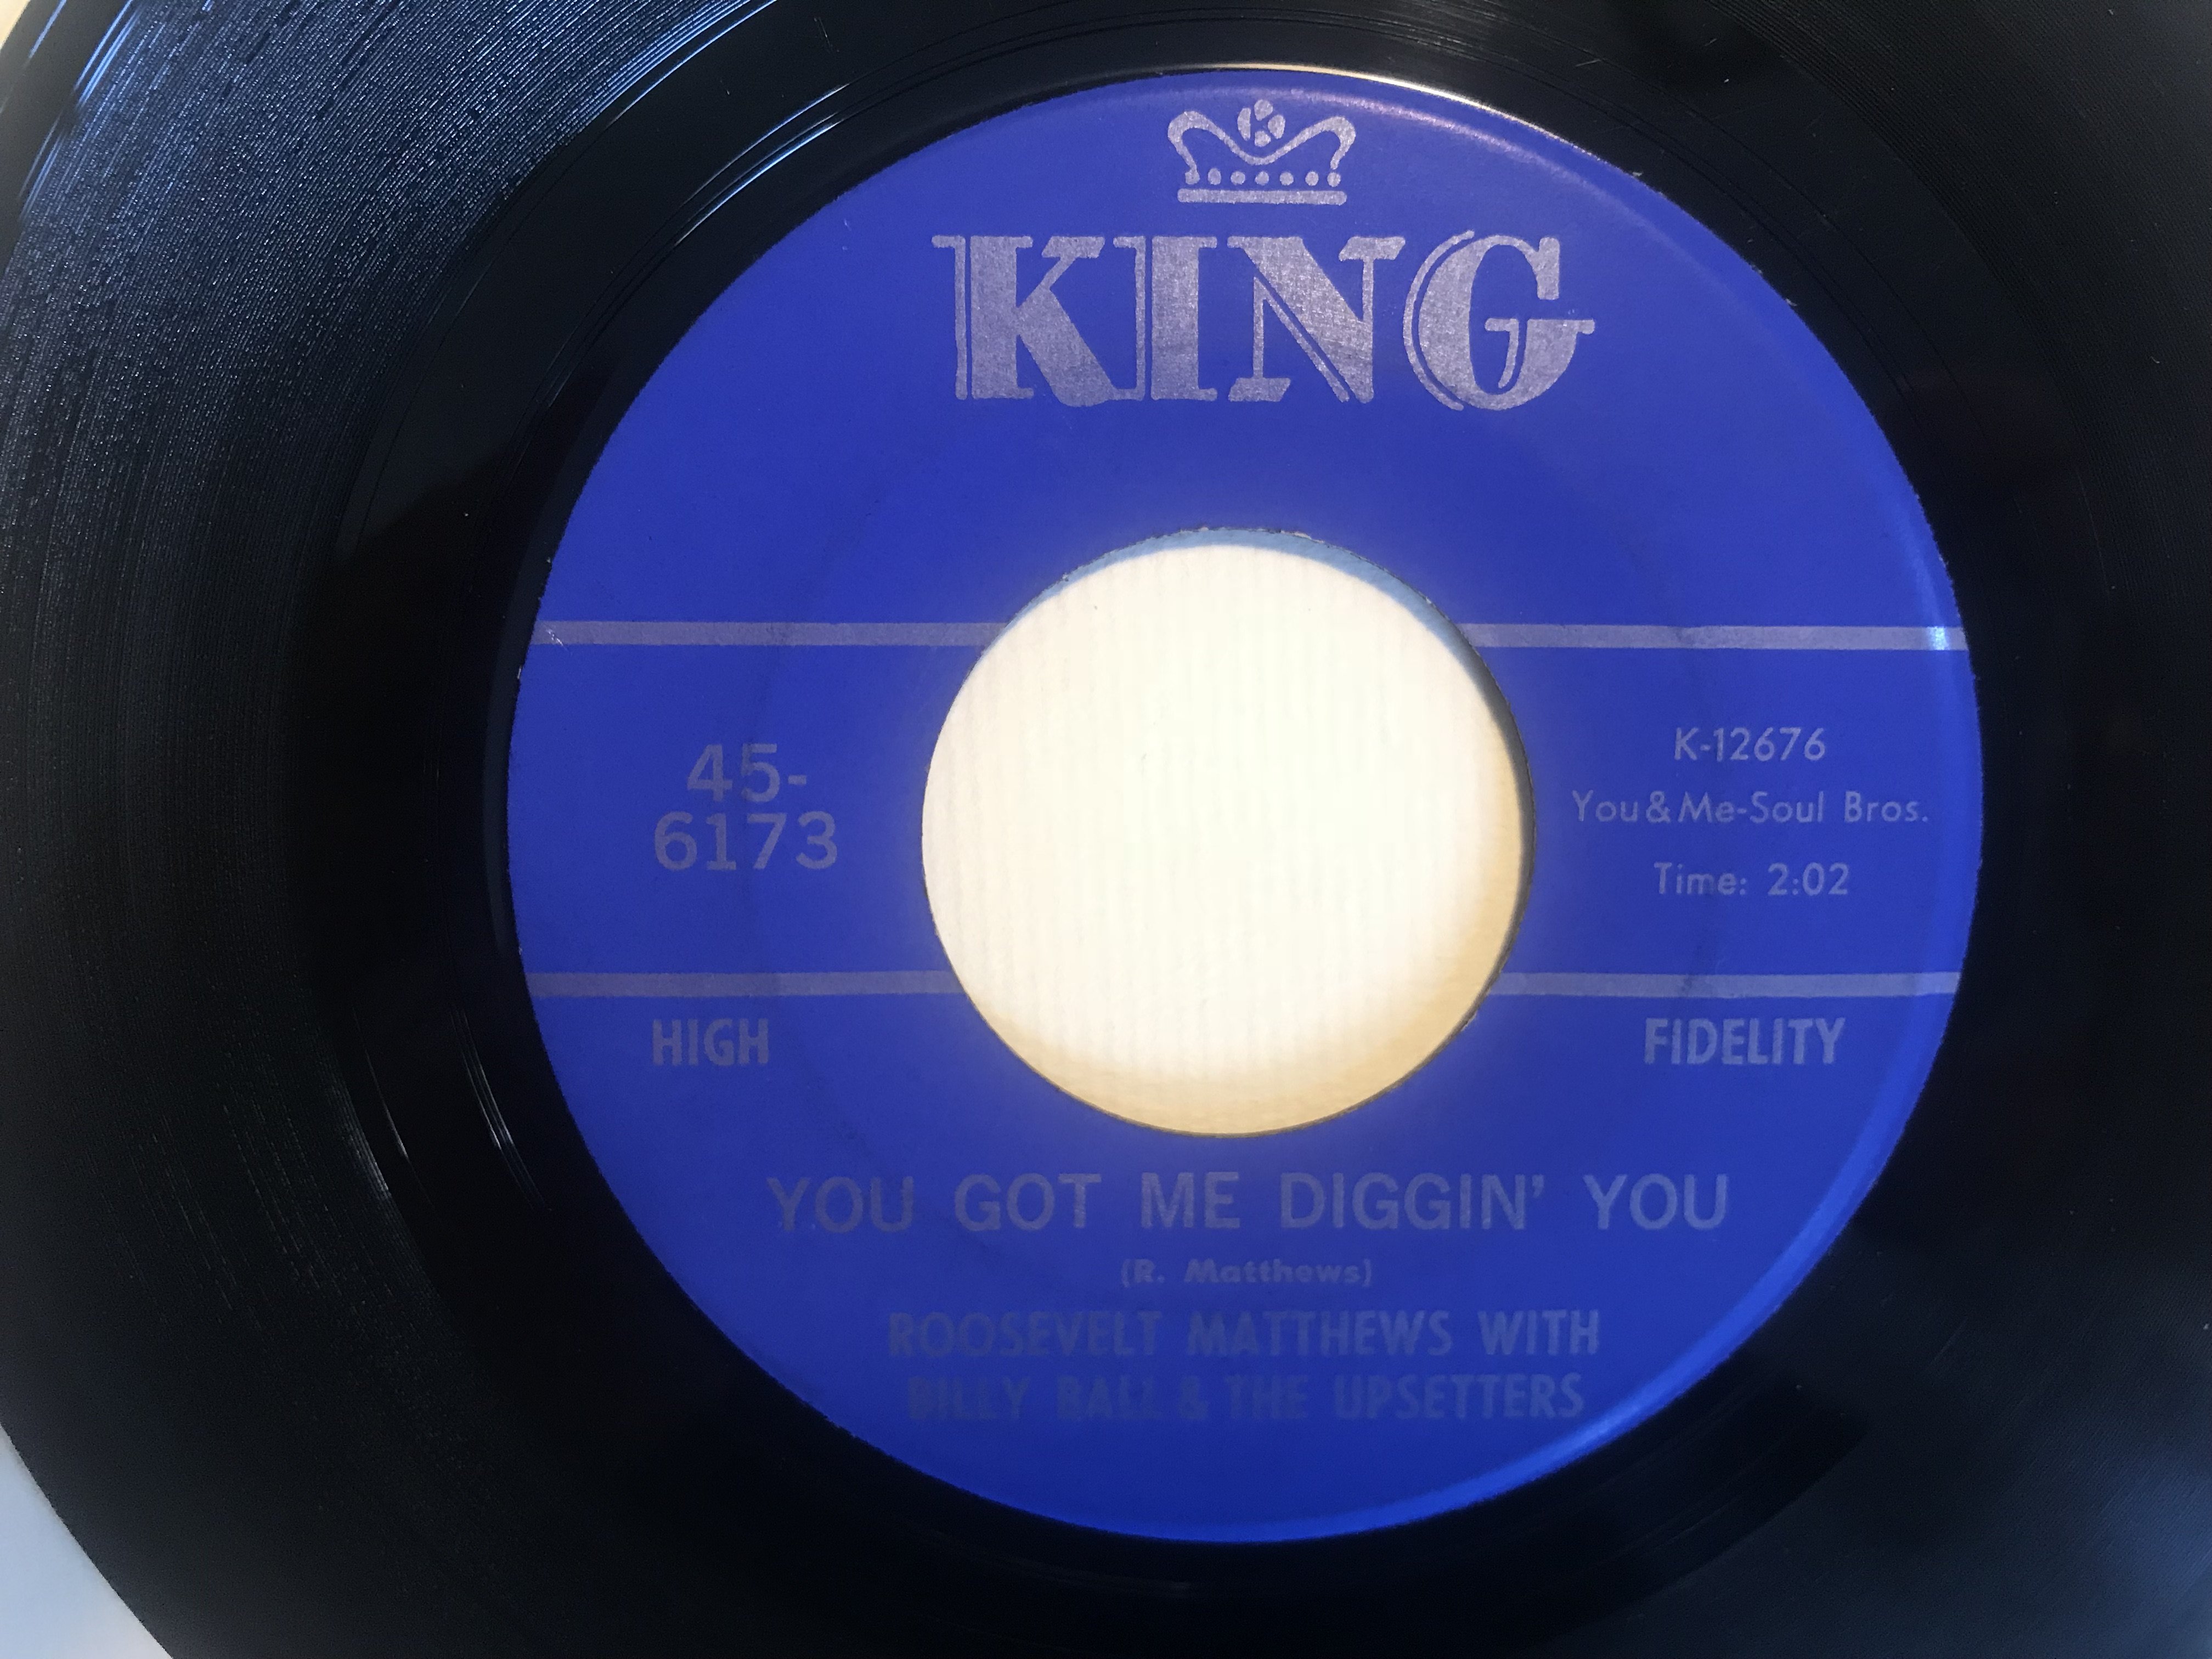 K
KING
45-
6173
K-12676
You & Me-Soul Bros.
Time: 2:02
HIGH FIDELITY
YOU GOT ME DIGGIN' YOU
(R. Matthews)
ROOSEVELT MATTHEWS WITH
BILLY BALL & THE UPSETTERS